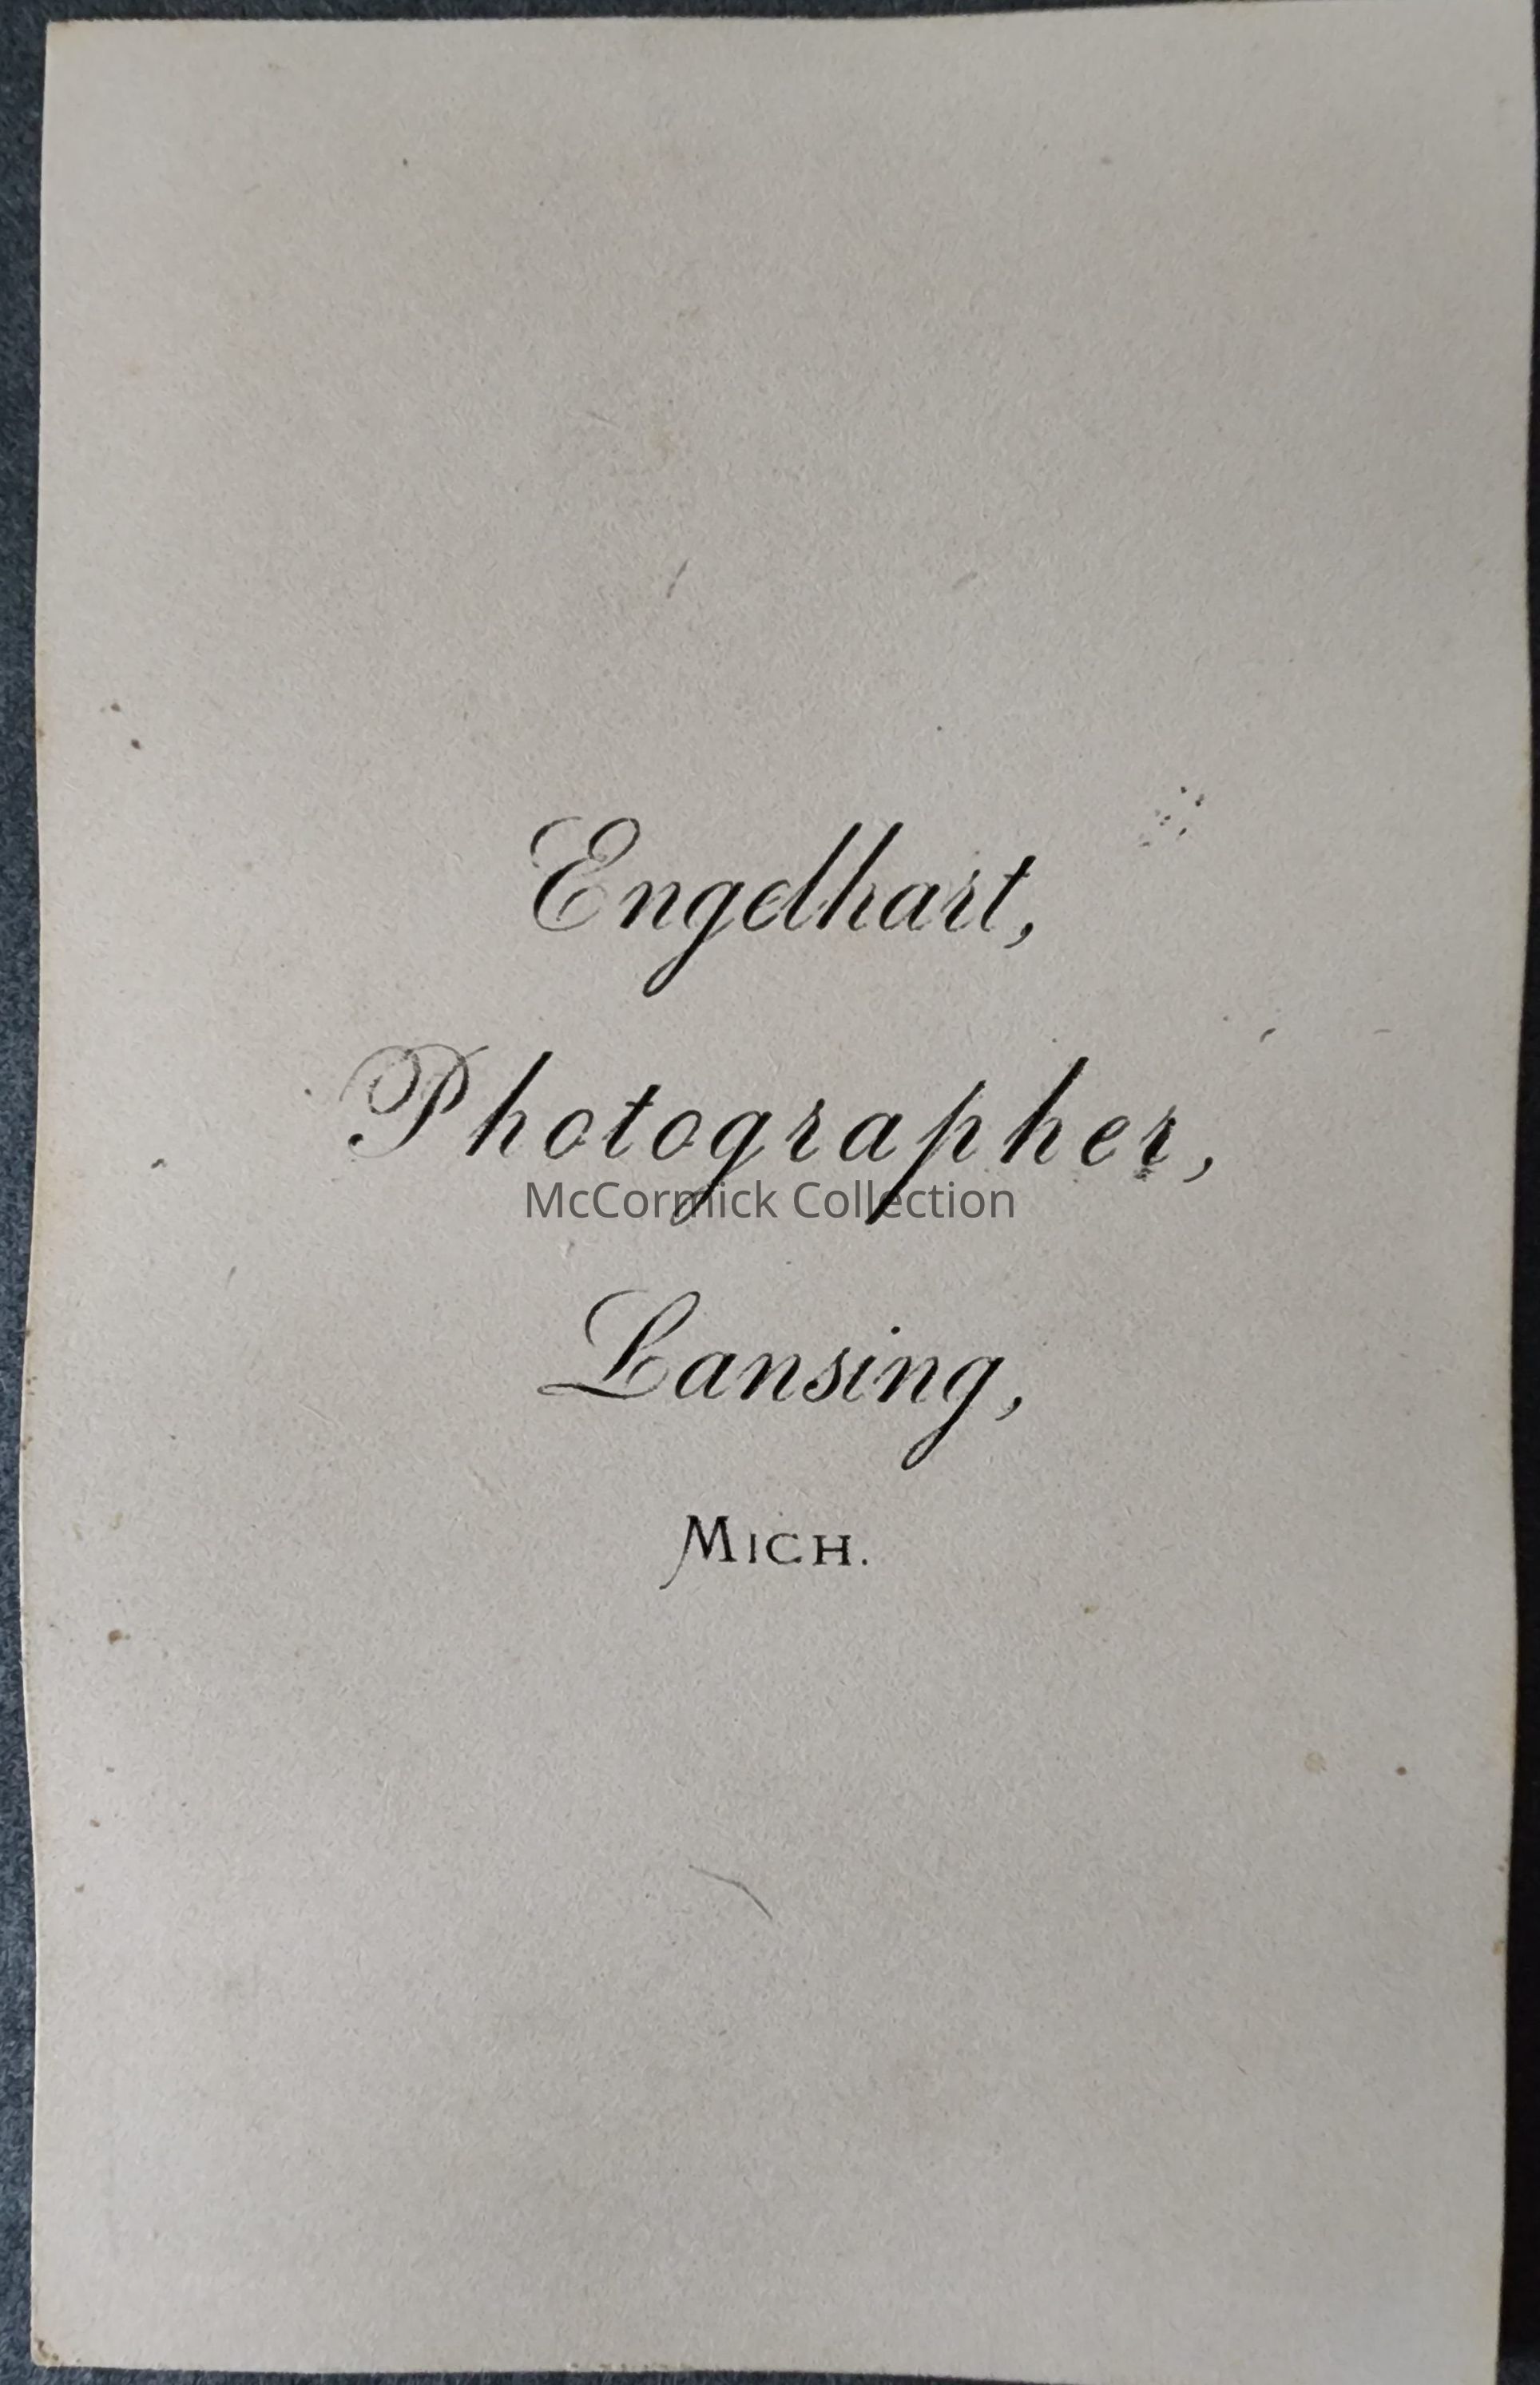 Engelhart,
Photographer,
McCormick Collection
Lansing,
MICH.